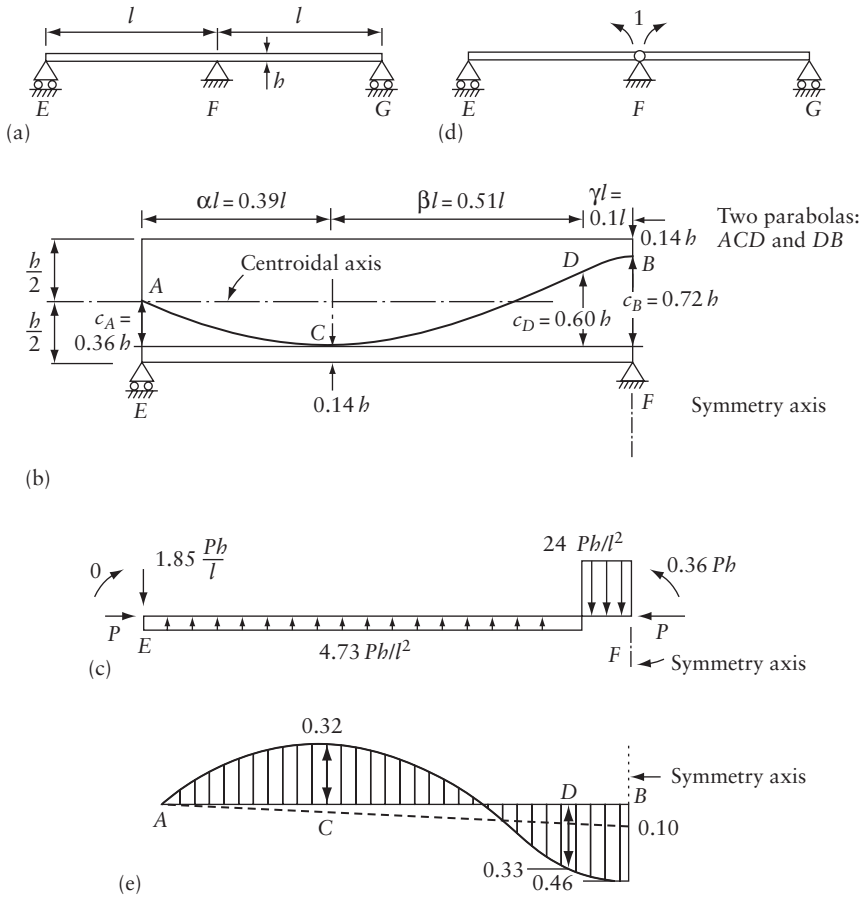 l l
h
E F G
(a)
1
E F G
(d)
αl = 0.39l βl = 0.51l γl =
0.1l
Two parabolas:
ACD and DB
0.14 h
h/2
Centroidal axis
A
D
B
h/2
c_A =
0.36 h
C
c_D = 0.60 h
c_B = 0.72 h
E
0.14 h
F
Symmetry axis
(b)
0
1.85 Ph/l
24 Ph/l²
0.36 Ph
P
E
4.73 Ph/l²
F
P
Symmetry axis
(c)
0.32
Symmetry axis
A
C
D
B
0.10
0.33
0.46
(e)